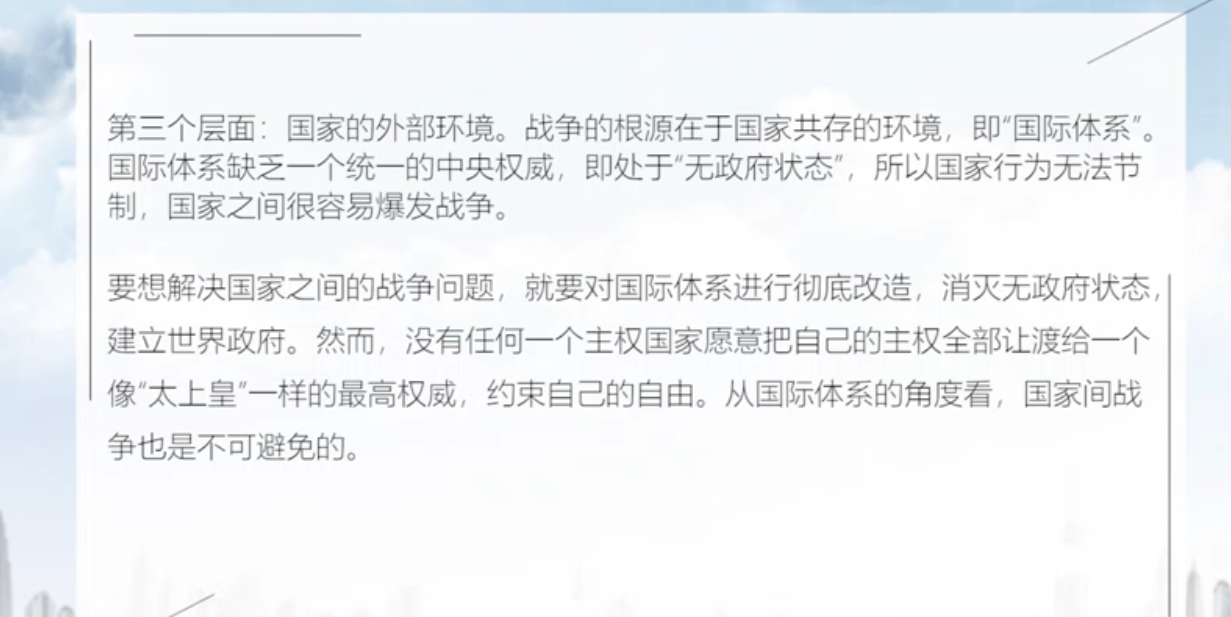 第三个层面：国家的外部环境。战争的根源在于国家共存的环境，即“国际体系”。
国际体系缺乏一个统一的中央权威，即处于“无政府状态”，所以国家行为无法节
制，国家之间很容易爆发战争。
要想解决国家之间的战争问题，就要对国际体系进行彻底改造，消灭无政府状态，
建立世界政府。然而，没有任何一个主权国家愿意把自己的主权全部让渡给一个
像“太上皇”一样的最高权威，约束自己的自由。从国际体系的角度看，国家间战
争也是不可避免的。